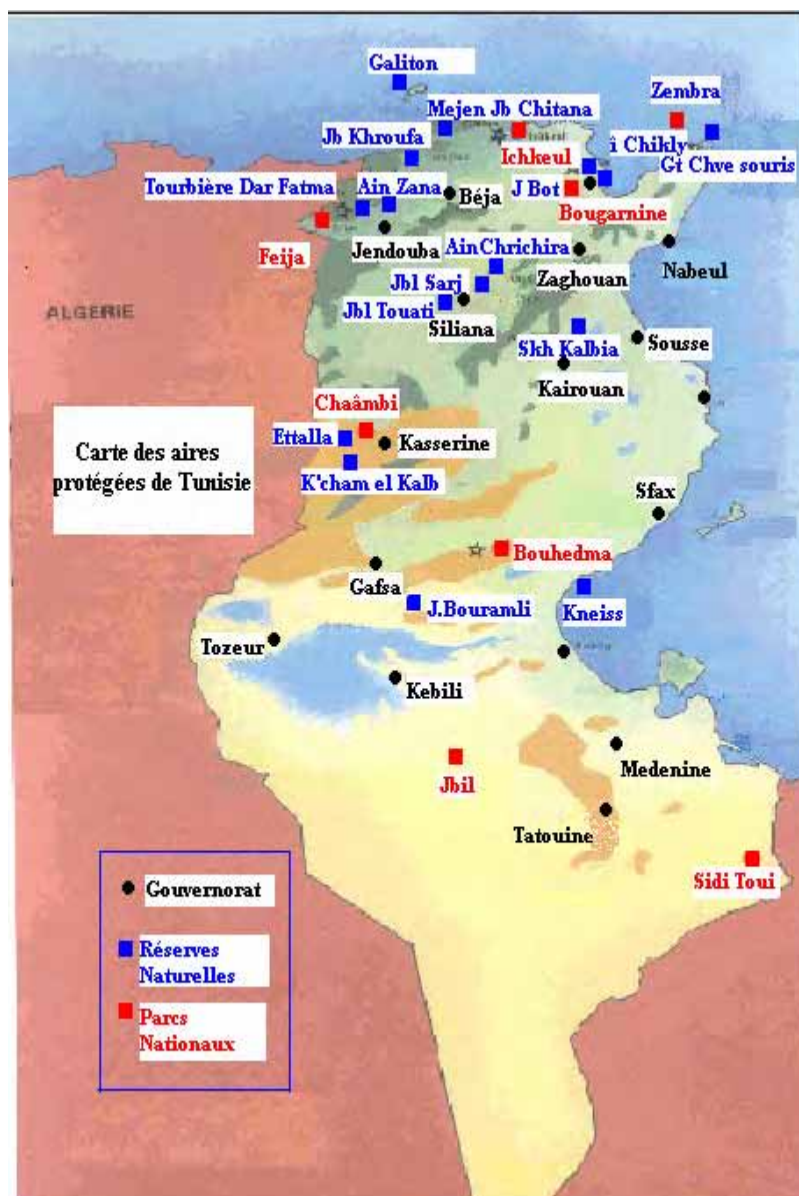 Galiton
Zembra
Mejen Jb Chitana
Jb Khroufa
Ichkeul
î Chikly
Gt Chve souris
Tourbière Dar Fatma
Ain Zana
Béja
J Bot
Bougarnine
Feija
Jendouba
AinChrichira
Zaghouan
Nabeul
Jbl Sarj
ALGERIE
Jbl Touati
Siliana
Skh Kalbia
Sousse
Kairouan
Chaâmbi
Ettalla
Kasserine
Carte des aires
protégées de Tunisie
K'cham el Kalb
Sfax
Bouhedma
Gafsa
J.Bouramli
Kneiss
Tozeur
Kebili
Medenine
Jbil
Tatouine
Sidi Toui
Gouvernorat
Réserves
Naturelles
Parcs
Nationaux